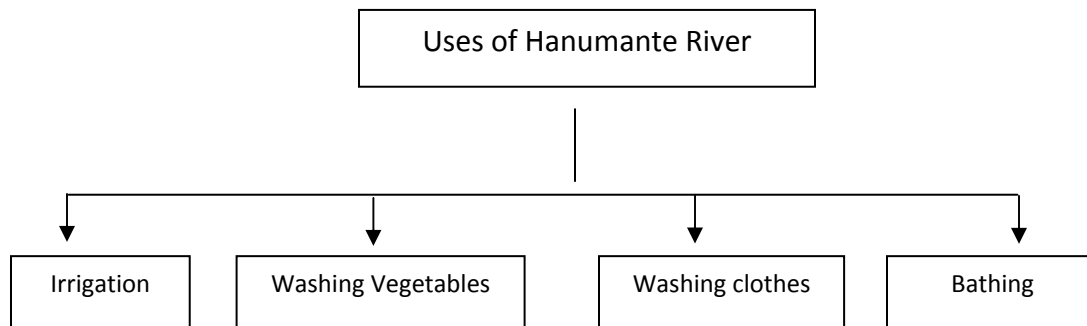 Uses of Hanumante River
Irrigation
Washing Vegetables
Washing clothes
Bathing